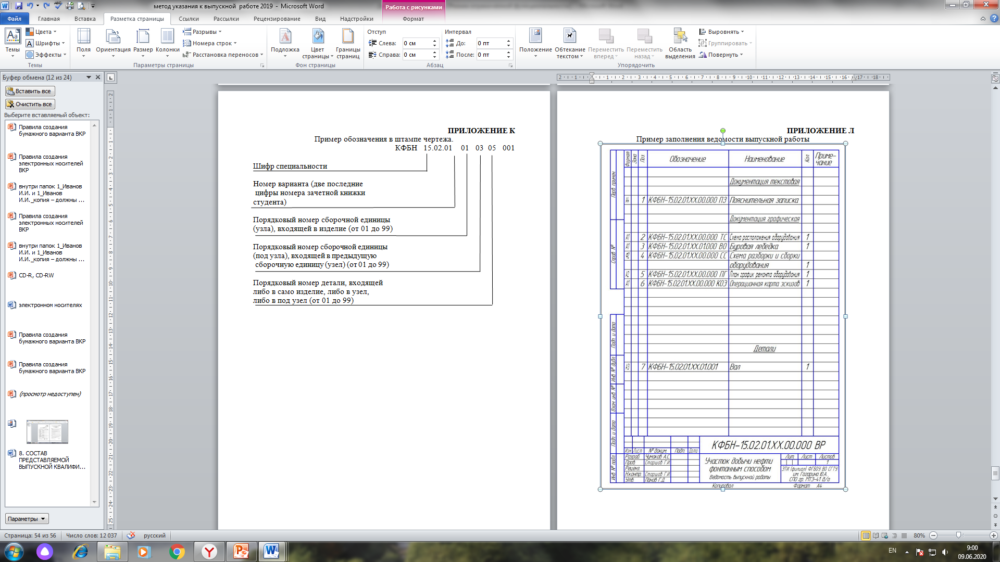 метод указания к выпускной работе 2019 - Microsoft Word
Работа с рисунками
Файл
Главная
Вставка
Разметка страницы
Ссылки
Рассылки
Рецензирование
Вид
Надстройки
Формат
Темы
Цвета
Шрифты
Эффекты
Темы
Поля
Ориентация
Размер
Колонки
Разрывы
Номера строк
Расстановка переносов
Параметры страницы
Подложка
Цвет страницы
Границы страниц
Фон страницы
Отступ
Слева: 0 см
Справа: 0 см
Интервал
До: 0 пт
После: 0 пт
Абзац
Положение
Обтекание текстом
Переместить вперед
Переместить назад
Область выделения
Выровнять
Группировать
Повернуть
Упорядочить
Буфер обмена (12 из 24)
Вставить все
Очистить все
Выберите вставляемый объект:
Правила создания
бумажного варианта ВКР
Правила создания
электронных носителей
ВКР
внутри папок 1_Иванов
И.И. и 1_Иванов
И.И._копия – должны ...
Правила создания
электронных носителей
ВКР
внутри папок 1_Иванов
И.И. и 1_Иванов
И.И._копия – должны ...
CD-R, CD-RW
электронном носителях
Правила создания
бумажного варианта ВКР
Правила создания
бумажного варианта ВКР
(просмотр недоступен)
8. СОСТАВ
ПРЕДСТАВЛЯЕМОЙ
ВЫПУСКНОЙ КВАЛИФИ...
Параметры
ПРИЛОЖЕНИЕ К
Пример обозначения в штампе чертежа.
КФБН 15.02.01 01 03 05 001
Шифр специальности
Номер варианта (две последние
цифры номера зачетной книжки
студента)
Порядковый номер сборочной единицы
(узла), входящей в изделие (от 01 до 99)
Порядковый номер сборочной единицы
(под узла), входящей в предыдущую
сборочную единицу (узел) (от 01 до 99)
Порядковый номер детали, входящей
либо в само изделие, либо в узел,
либо в под узел (от 01 до 99)
ПРИЛОЖЕНИЕ Л
Пример заполнения ведомости выпускной работы
Формат Зона Поз. Обозначение Наименование Кол. Приме-
чание
Документация текстовая
А4 1 КФБН-15.02.01.ХХ.00.000 ПЗ Пояснительная записка
Документация графическая
А1 2 КФБН-15.02.01.ХХ.00.000 ТС Схема расположения оборудования 1
А1 3 КФБН-15.02.01.ХХ.01.000 ВО Буровая лебедка 1
4 КФБН-15.02.01.ХХ.00.000 СС Схема разборки и сборки
оборудования 1
А2 5 КФБН-15.02.01.ХХ.00.000 ПГ План график ремонта оборудования 1
А1 6 КФБН-15.02.01.ХХ.00.000 КОЭ Операционная карта эскизов 1
Детали
А3 7 КФБН-15.02.01.ХХ.01.001 Вал 1
Перв. примен.
Справ. №
Подп. и дата
Инв. № дубл.
Взам. инв. №
Подп. и дата
Инв. № подл.
КФБН-15.02.01.ХХ.00.000 ВР
Изм. Лист № докум. Подп. Дата
Разраб. Чумаков А.С.
Пров. Старшов Г.И.
Реценз.
Н.контр. Старшов Г.И.
Утв. Панов Г.Д.
Участок добычи нефти
фонтанным способом
Ведомость выпускной работы
Лит. Лист Листов
1
ЭТИ (филиал) ФГБОУ ВО СГТУ
им. Гагарина Ю.А.
СПО гр. МТЭ-41 В/о
Копировал Формат А4
Страница: 54 из 56
Число слов: 12 037
русский
80%
EN
9:00
09.06.2020